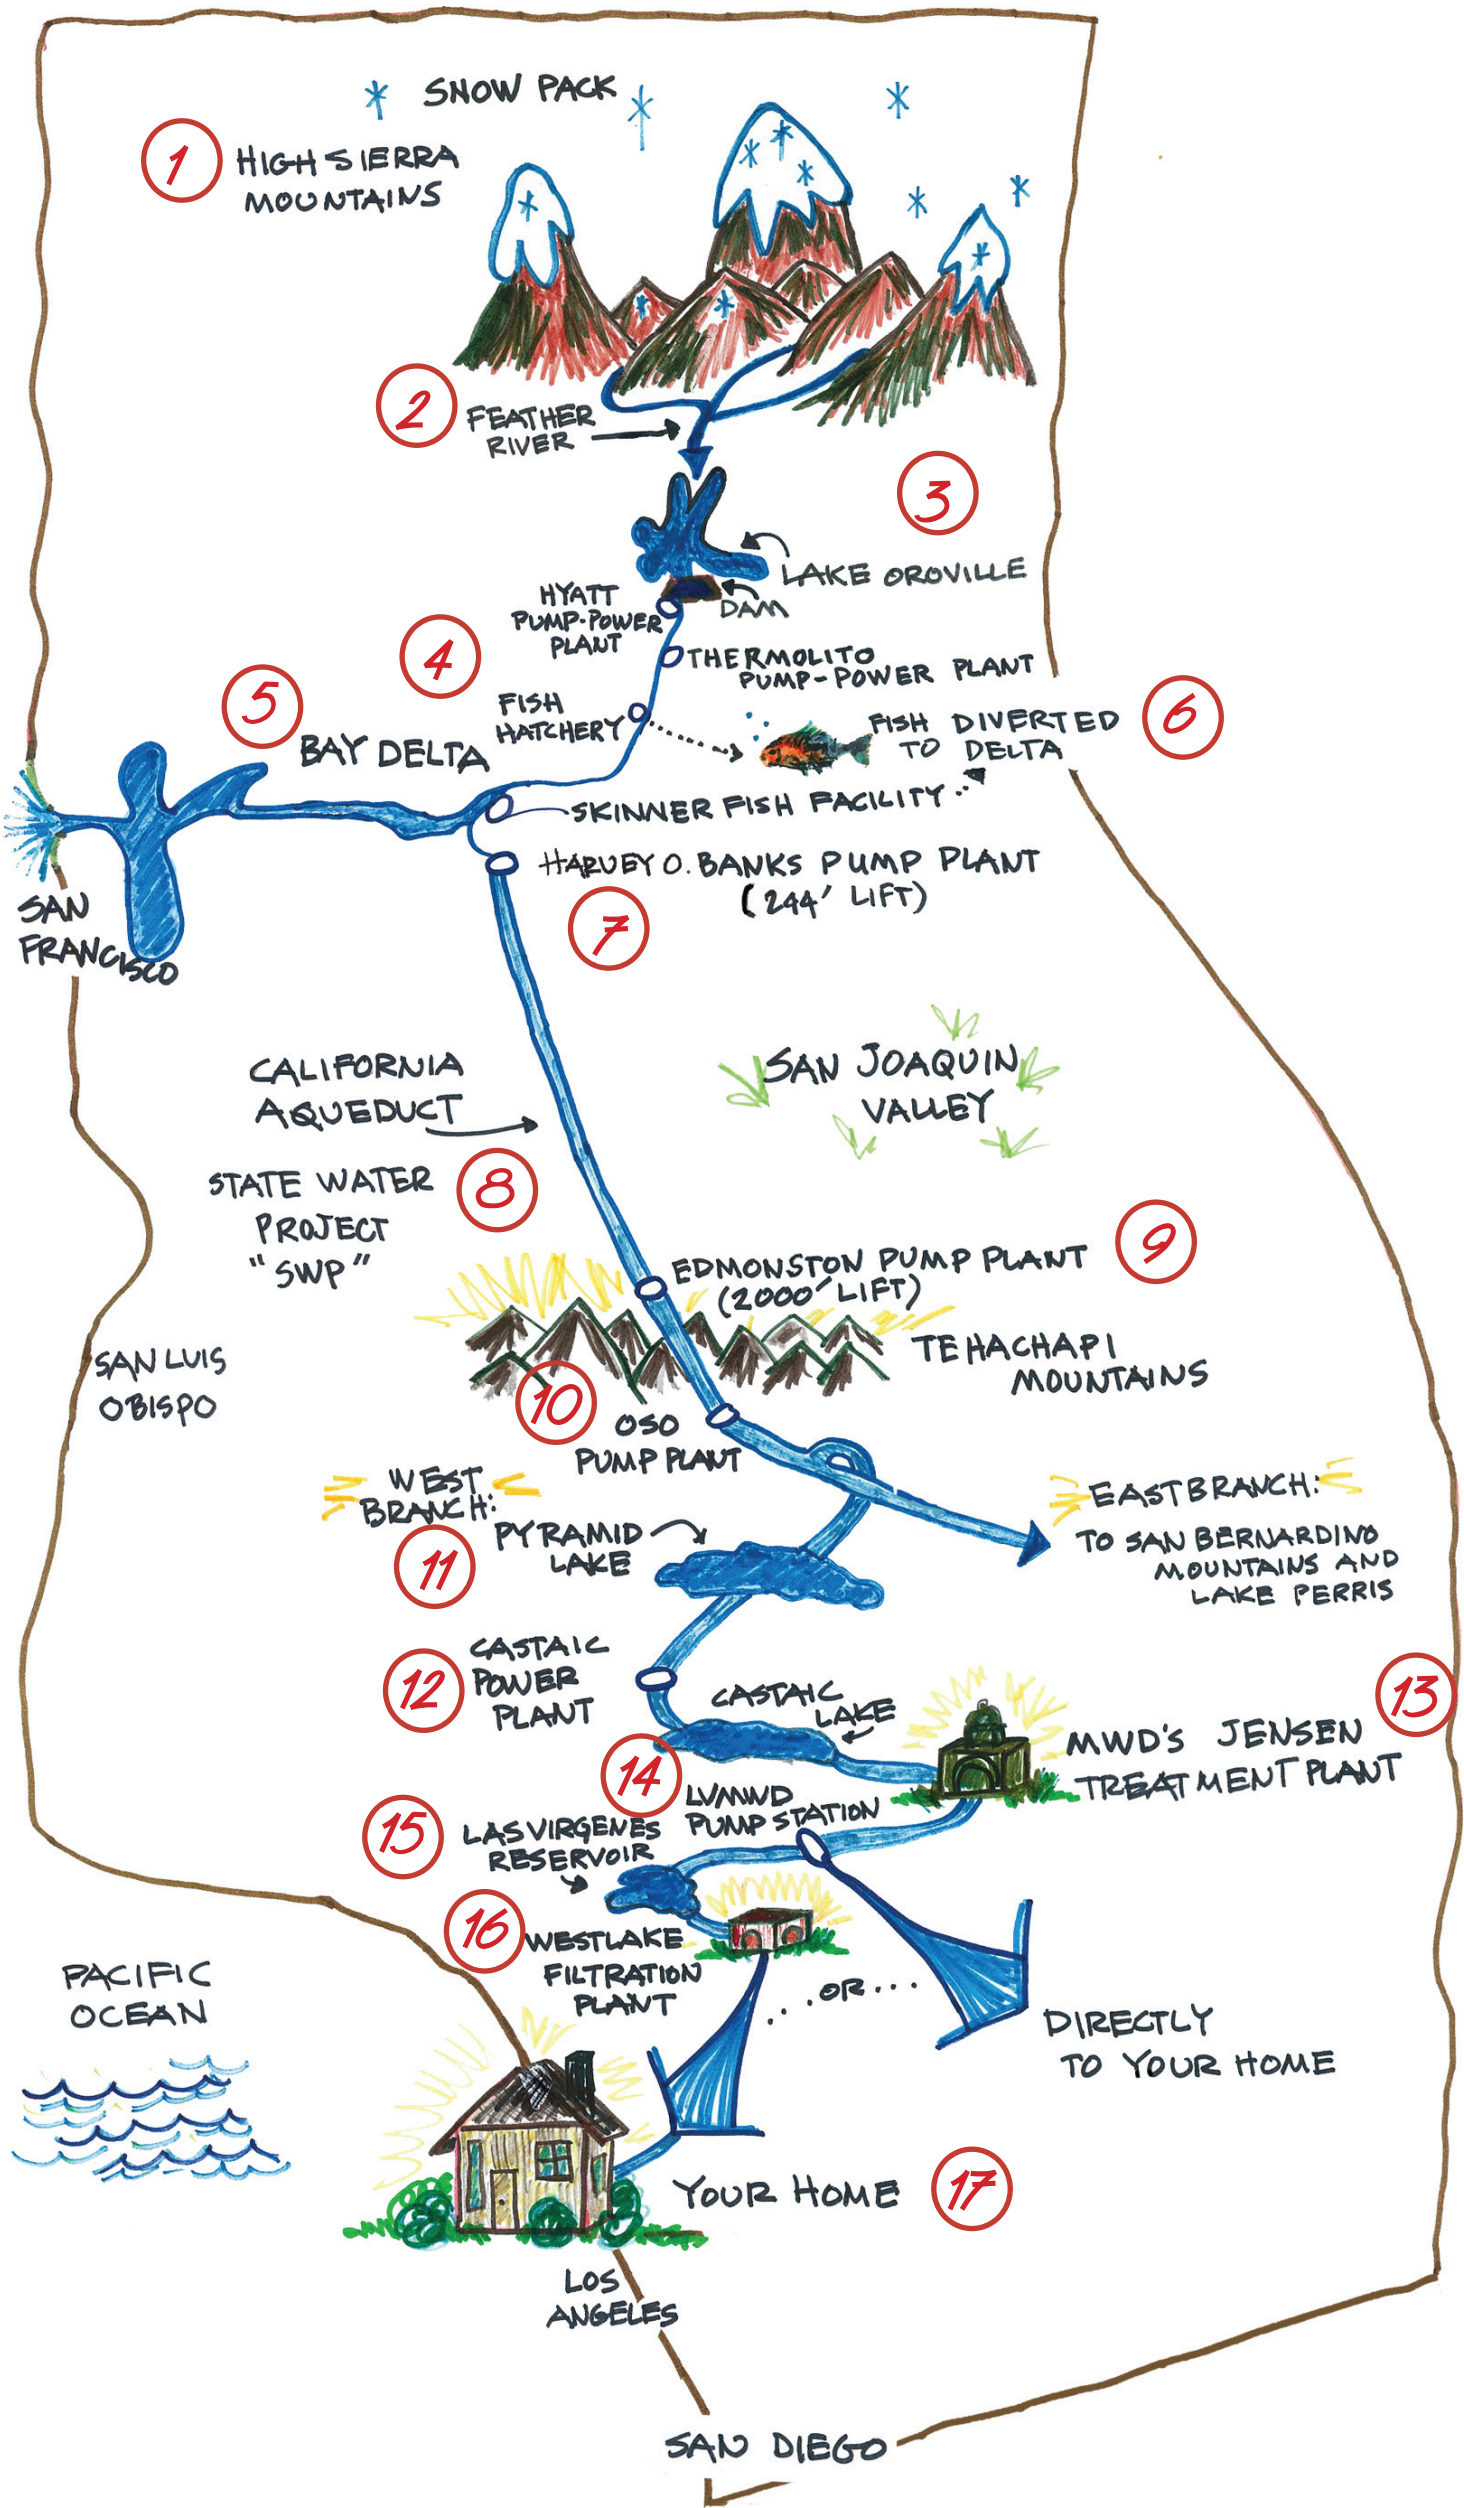 SNOW PACK
1
HIGH SIERRA
MOUNTAINS
2
FEATHER
RIVER
3
LAKE OROVILLE
DAM
HYATT
PUMP-POWER
PLANT
4
THERMOLITO
PUMP-POWER PLANT
FISH
HATCHERY
5
BAY DELTA
FISH DIVERTED
TO DELTA
6
SKINNER FISH FACILITY
HARVEY O. BANKS PUMP PLANT
(244' LIFT)
7
SAN
FRANCISCO
CALIFORNIA
AQUEDUCT
SAN JOAQUIN
VALLEY
STATE WATER
PROJECT
"SWP"
8
EDMONSTON PUMP PLANT
(2000' LIFT)
9
TEHACHAPI
MOUNTAINS
SAN LUIS
OBISPO
10
OSO
PUMP PLANT
WEST
BRANCH:
EAST BRANCH:
TO SAN BERNARDINO
MOUNTAINS AND
LAKE PERRIS
11
PYRAMID
LAKE
12
CASTAIC
POWER
PLANT
CASTAIC
LAKE
13
MWD'S JENSEN
TREATMENT PLANT
14
LVMWD
PUMP STATION
15
LAS VIRGENES
RESERVOIR
16
WESTLAKE
FILTRATION
PLANT
..OR...
DIRECTLY
TO YOUR HOME
PACIFIC
OCEAN
YOUR HOME
17
LOS
ANGELES
SAN DIEGO